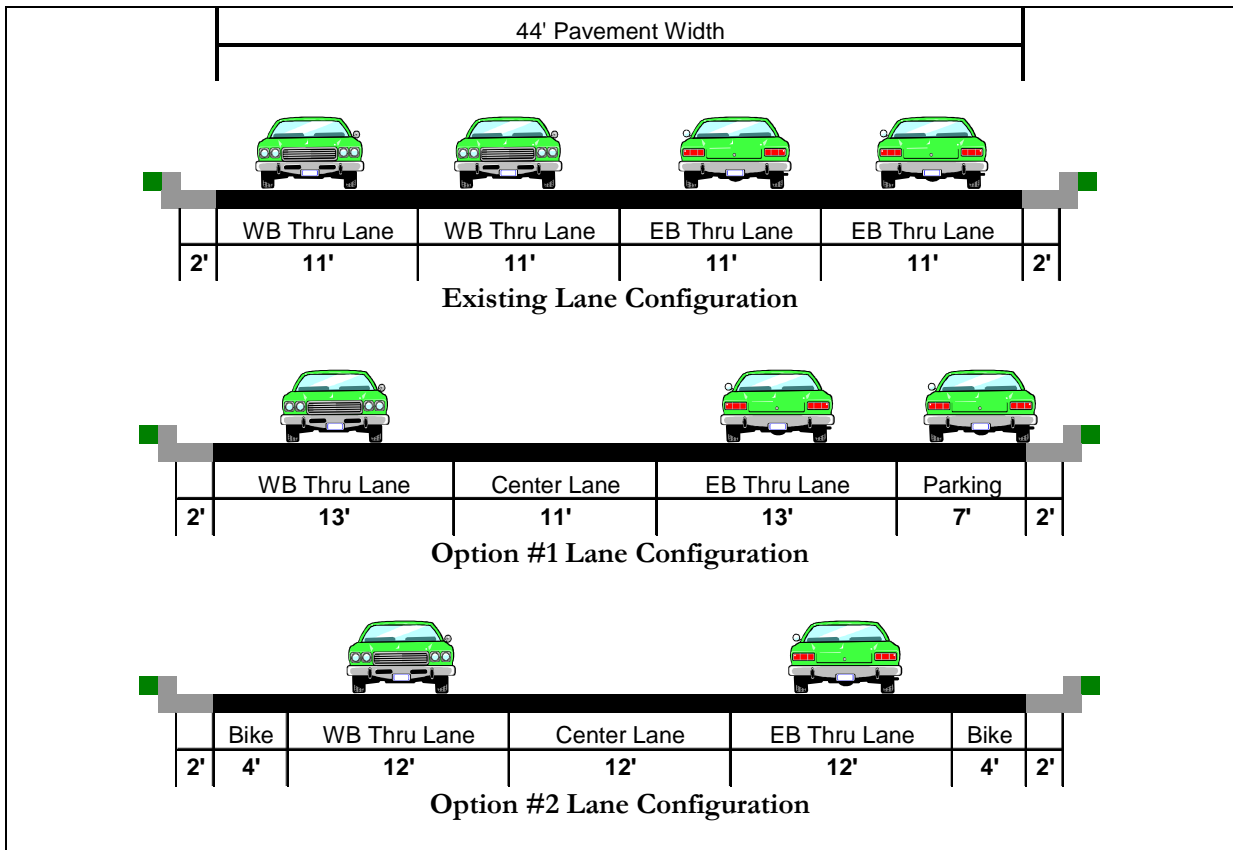 44' Pavement Width
WB Thru Lane WB Thru Lane EB Thru Lane EB Thru Lane
2' 11' 11' 11' 11' 2'
Existing Lane Configuration
WB Thru Lane Center Lane EB Thru Lane Parking
2' 13' 11' 13' 7' 2'
Option #1 Lane Configuration
Bike WB Thru Lane Center Lane EB Thru Lane Bike
2' 4' 12' 12' 12' 4' 2'
Option #2 Lane Configuration